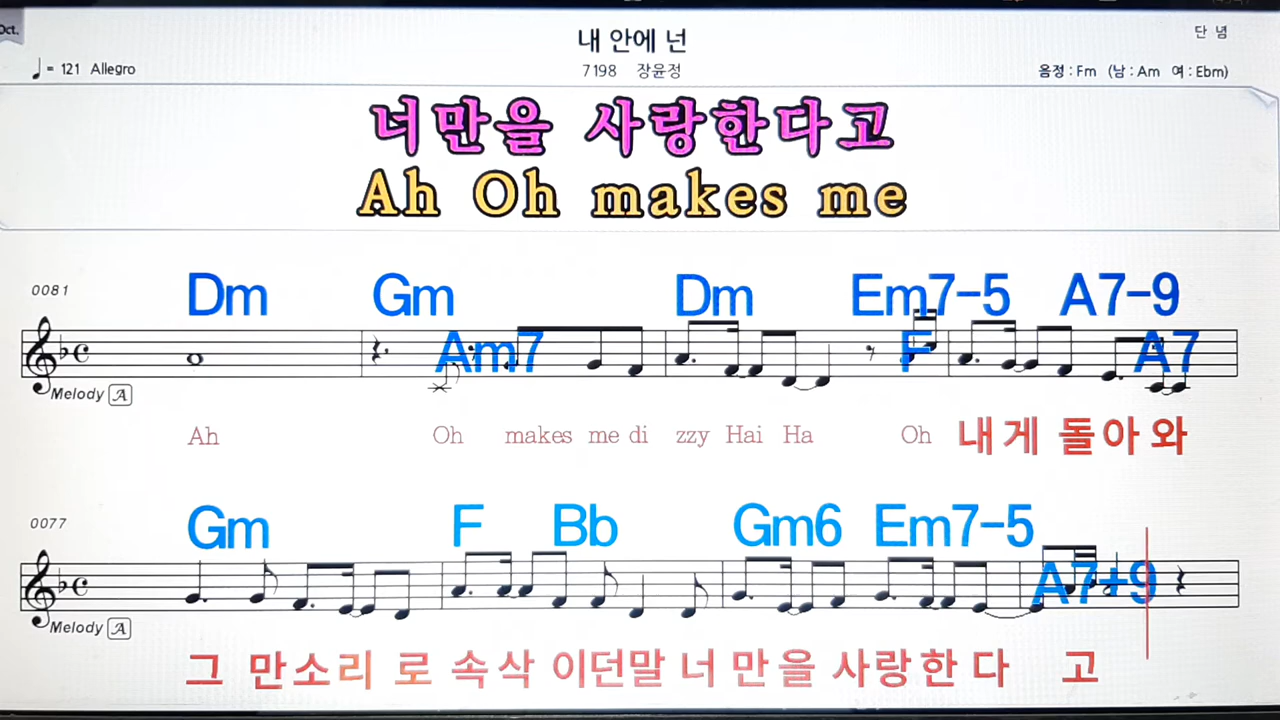 Oct.
내 안에 넌
단 념
♩= 121 Allegro
7198 장윤정
음정 : Fm (남 : Am 여 : Ebm)
너만을 사랑한다고
Ah Oh makes me
0081
Dm Gm Dm Em7-5 A7-9
Am7 F A7
Melody A
Ah Oh makes me di zzy Hai Ha Oh 내 게 돌 아 와
0077
Gm F Bb Gm6 Em7-5
A7+9
Melody A
그 만소리 로 속삭 이던말 너 만 을 사랑한 다 고